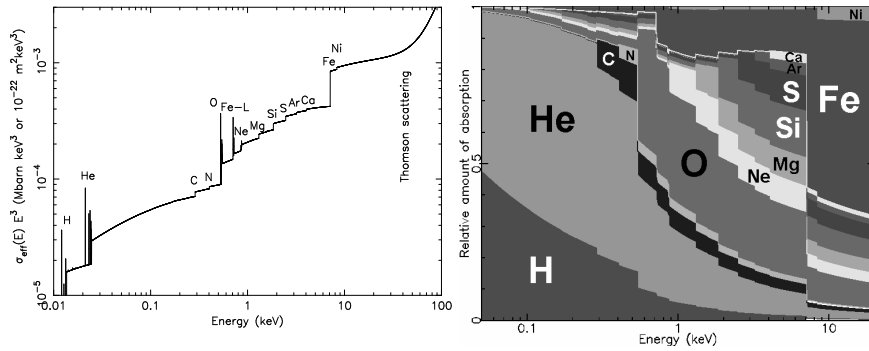 σeff(E) E³ (Mbarn keV³ or 10⁻²² m²keV³)
10⁻³
10⁻⁴
10⁻⁵
H
He
C
N
O
Fe-L
Ne
Mg
Si
S
Ar
Ca
Fe
Ni
Thomson scattering
0.01
0.1
1
10
100
Energy (keV)
Relative amount of absorption
0.5
0
H
He
C
N
O
Ne
Mg
Si
S
Ar
Ca
Fe
Ni
0.1
1
10
Energy (keV)